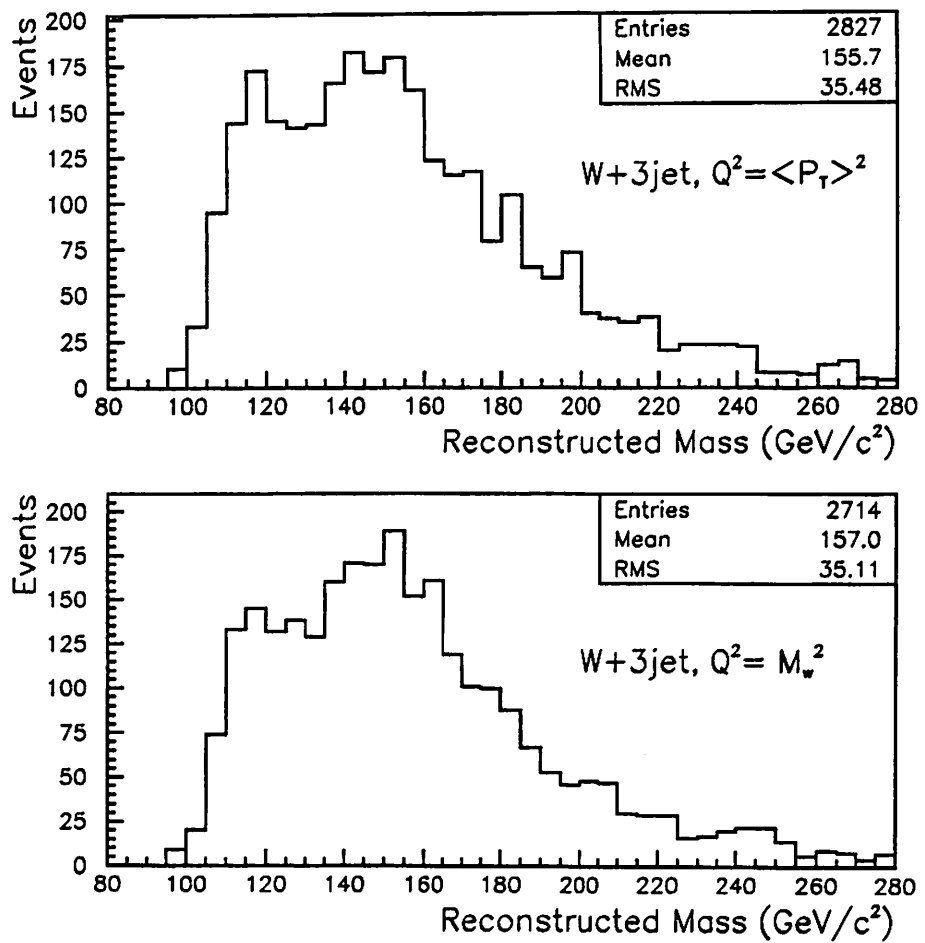 Events
200
175
150
125
100
75
50
25
0
Entries 2827
Mean 155.7
RMS 35.48
W+3jet, Q²=<P_T>²
80 100 120 140 160 180 200 220 240 260 280
Reconstructed Mass (GeV/c²)
Events
200
175
150
125
100
75
50
25
0
Entries 2714
Mean 157.0
RMS 35.11
W+3jet, Q²= M_w²
80 100 120 140 160 180 200 220 240 260 280
Reconstructed Mass (GeV/c²)